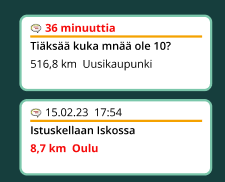 36 minuuttia
Tiäksää kuka mnää ole 10?
516,8 km Uusikaupunki
15.02.23 17:54
Istuskellaan Iskossa
8,7 km Oulu